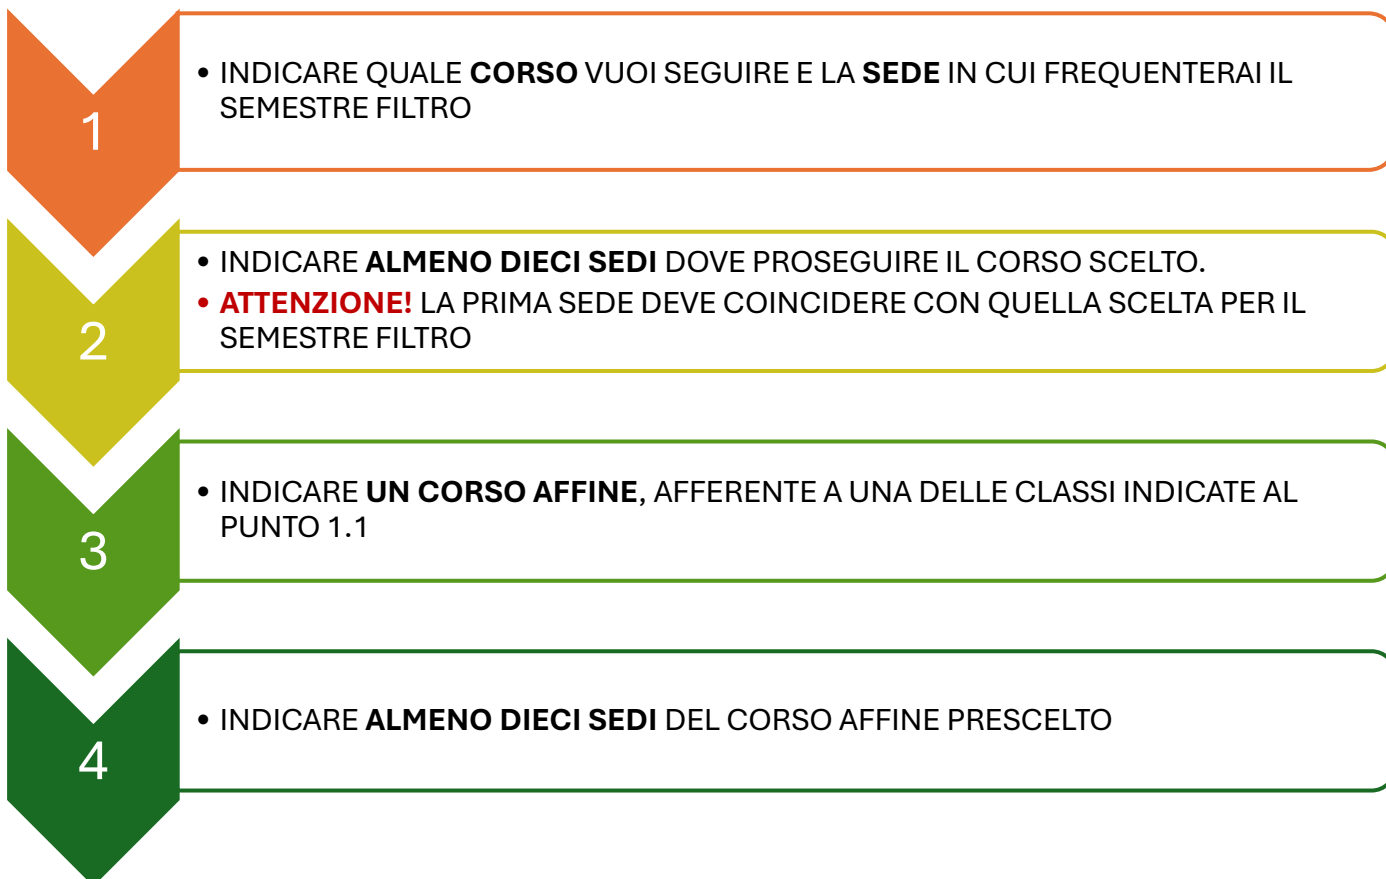 1
• INDICARE QUALE CORSO VUOI SEGUIRE E LA SEDE IN CUI FREQUENTERAI IL
SEMESTRE FILTRO
2
• INDICARE ALMENO DIECI SEDI DOVE PROSEGUIRE IL CORSO SCELTO.
• ATTENZIONE! LA PRIMA SEDE DEVE COINCIDERE CON QUELLA SCELTA PER IL
SEMESTRE FILTRO
3
• INDICARE UN CORSO AFFINE, AFFERENTE A UNA DELLE CLASSI INDICATE AL
PUNTO 1.1
4
• INDICARE ALMENO DIECI SEDI DEL CORSO AFFINE PRESCELTO